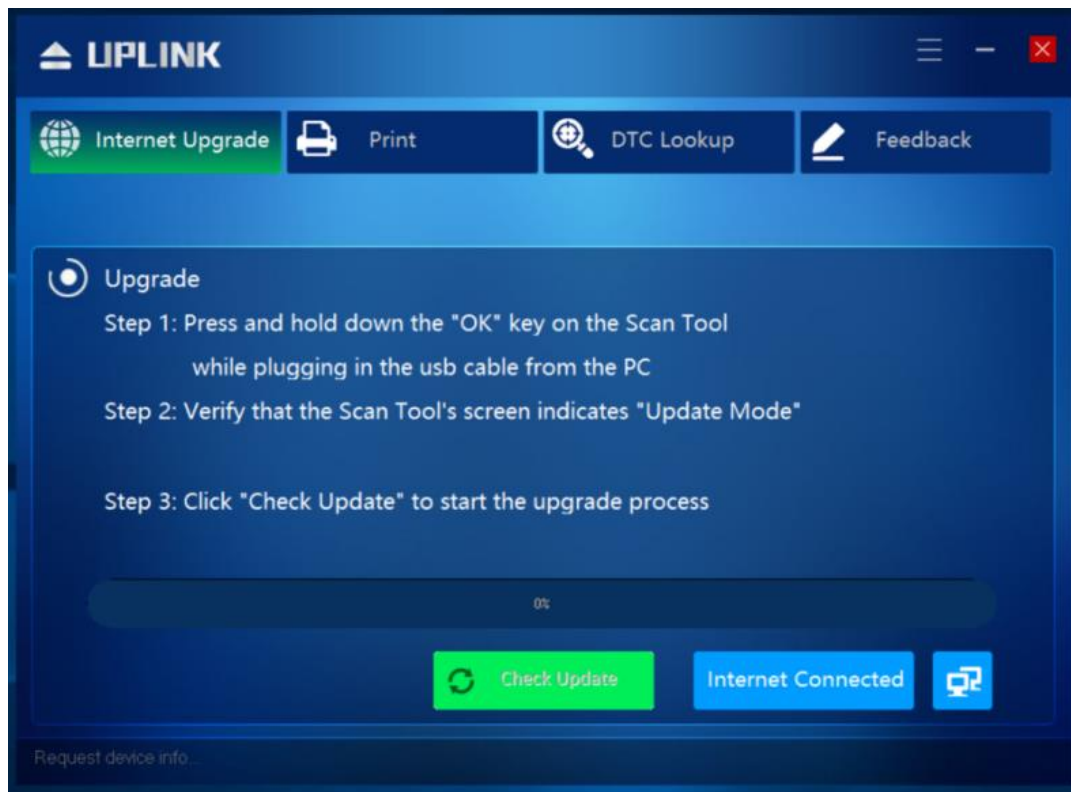 UPLINK
Internet Upgrade
Print
DTC Lookup
Feedback
Upgrade
Step 1: Press and hold down the "OK" key on the Scan Tool
while plugging in the usb cable from the PC
Step 2: Verify that the Scan Tool's screen indicates "Update Mode"
Step 3: Click "Check Update" to start the upgrade process
0%
Check Update
Internet Connected
Request device info...